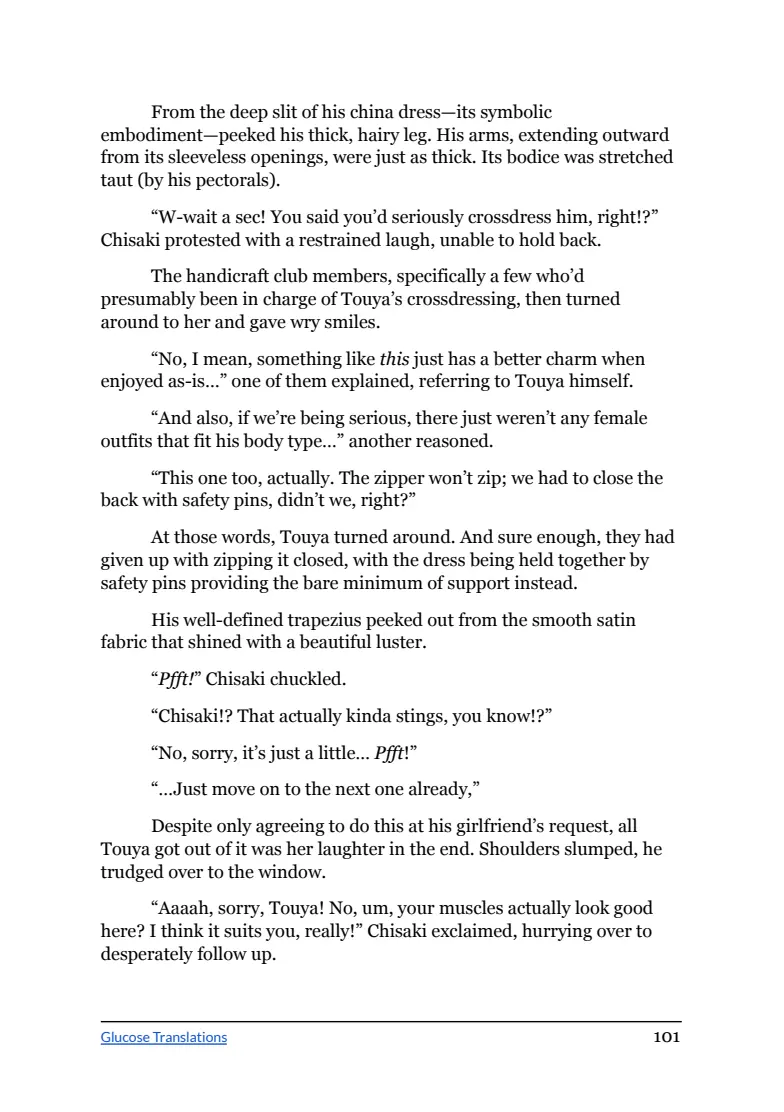 From the deep slit of his china dress—its symbolic
embodiment—peeked his thick, hairy leg. His arms, extending outward
from its sleeveless openings, were just as thick. Its bodice was stretched
taut (by his pectorals).
“W-wait a sec! You said you’d seriously crossdress him, right!?”
Chisaki protested with a restrained laugh, unable to hold back.
The handicraft club members, specifically a few who’d
presumably been in charge of Touya’s crossdressing, then turned
around to her and gave wry smiles.
“No, I mean, something like this just has a better charm when
enjoyed as-is…” one of them explained, referring to Touya himself.
“And also, if we’re being serious, there just weren’t any female
outfits that fit his body type…” another reasoned.
“This one too, actually. The zipper won’t zip; we had to close the
back with safety pins, didn’t we, right?”
At those words, Touya turned around. And sure enough, they had
given up with zipping it closed, with the dress being held together by
safety pins providing the bare minimum of support instead.
His well-defined trapezius peeked out from the smooth satin
fabric that shined with a beautiful luster.
“Pfft!” Chisaki chuckled.
“Chisaki!? That actually kinda stings, you know!?”
“No, sorry, it’s just a little… Pfft!”
“…Just move on to the next one already,”
Despite only agreeing to do this at his girlfriend’s request, all
Touya got out of it was her laughter in the end. Shoulders slumped, he
trudged over to the window.
“Aaaah, sorry, Touya! No, um, your muscles actually look good
here? I think it suits you, really!” Chisaki exclaimed, hurrying over to
desperately follow up.
Glucose Translations 101